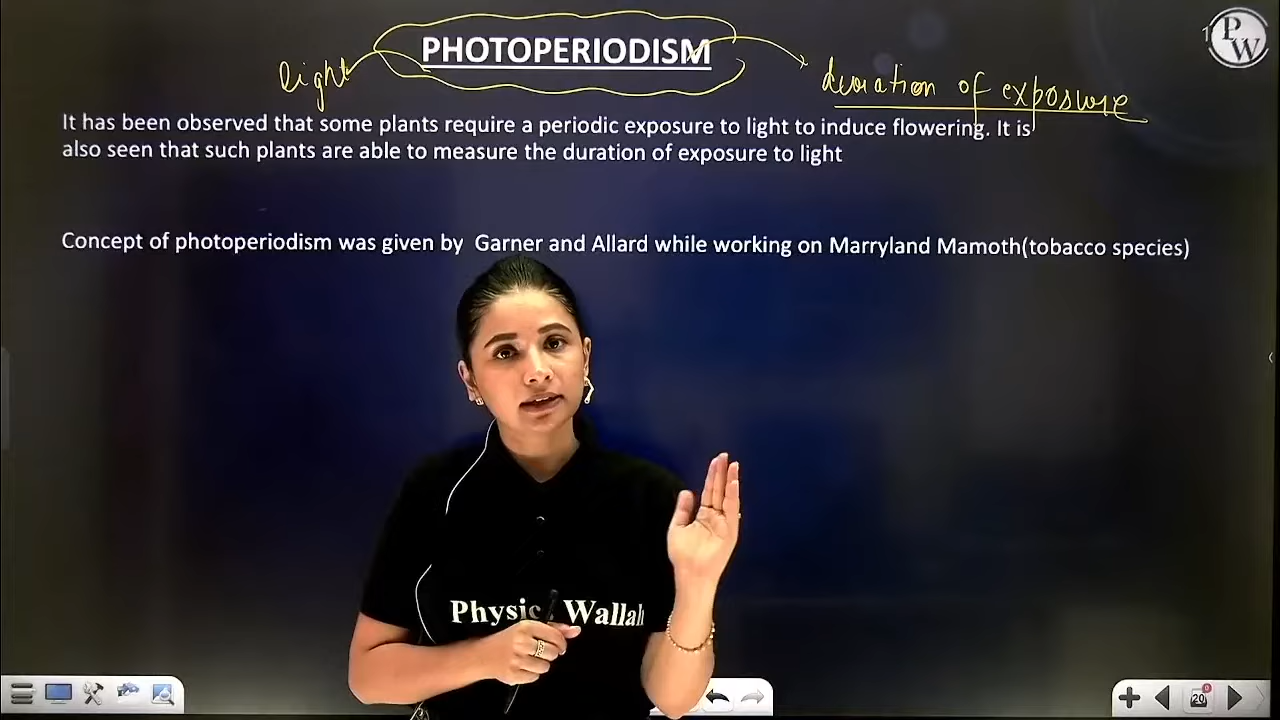 PHOTOPERIODISM
light
duration of exposure
It has been observed that some plants require a periodic exposure to light to induce flowering. It is
also seen that such plants are able to measure the duration of exposure to light
Concept of photoperiodism was given by Garner and Allard while working on Marryland Mamoth(tobacco species)
PW
Physics Wallah
20